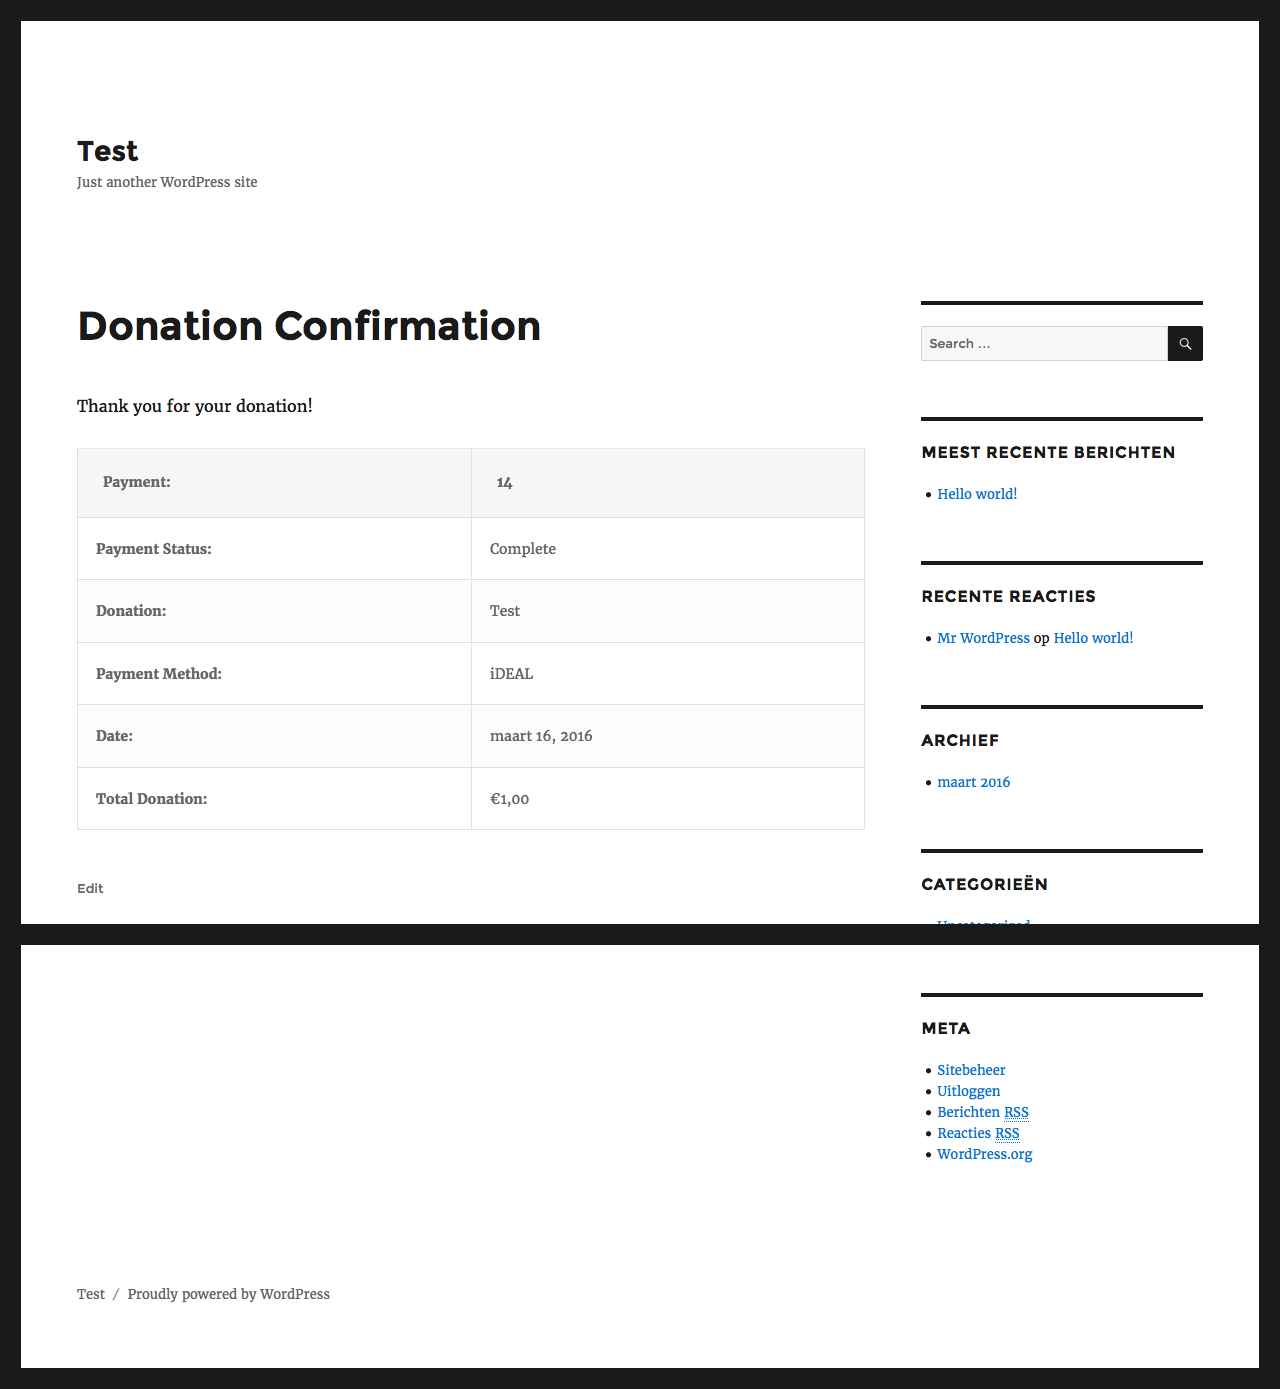 Test
Just another WordPress site
Donation Confirmation
Thank you for your donation!
Payment: 14
Payment Status: Complete
Donation: Test
Payment Method: iDEAL
Date: maart 16, 2016
Total Donation: €1,00
Edit
Search …
MEEST RECENTE BERICHTEN
Hello world!
RECENTE REACTIES
Mr WordPress op Hello world!
ARCHIEF
maart 2016
CATEGORIEËN
Uncategorized
META
Sitebeheer
Uitloggen
Berichten RSS
Reacties RSS
WordPress.org
Test / Proudly powered by WordPress